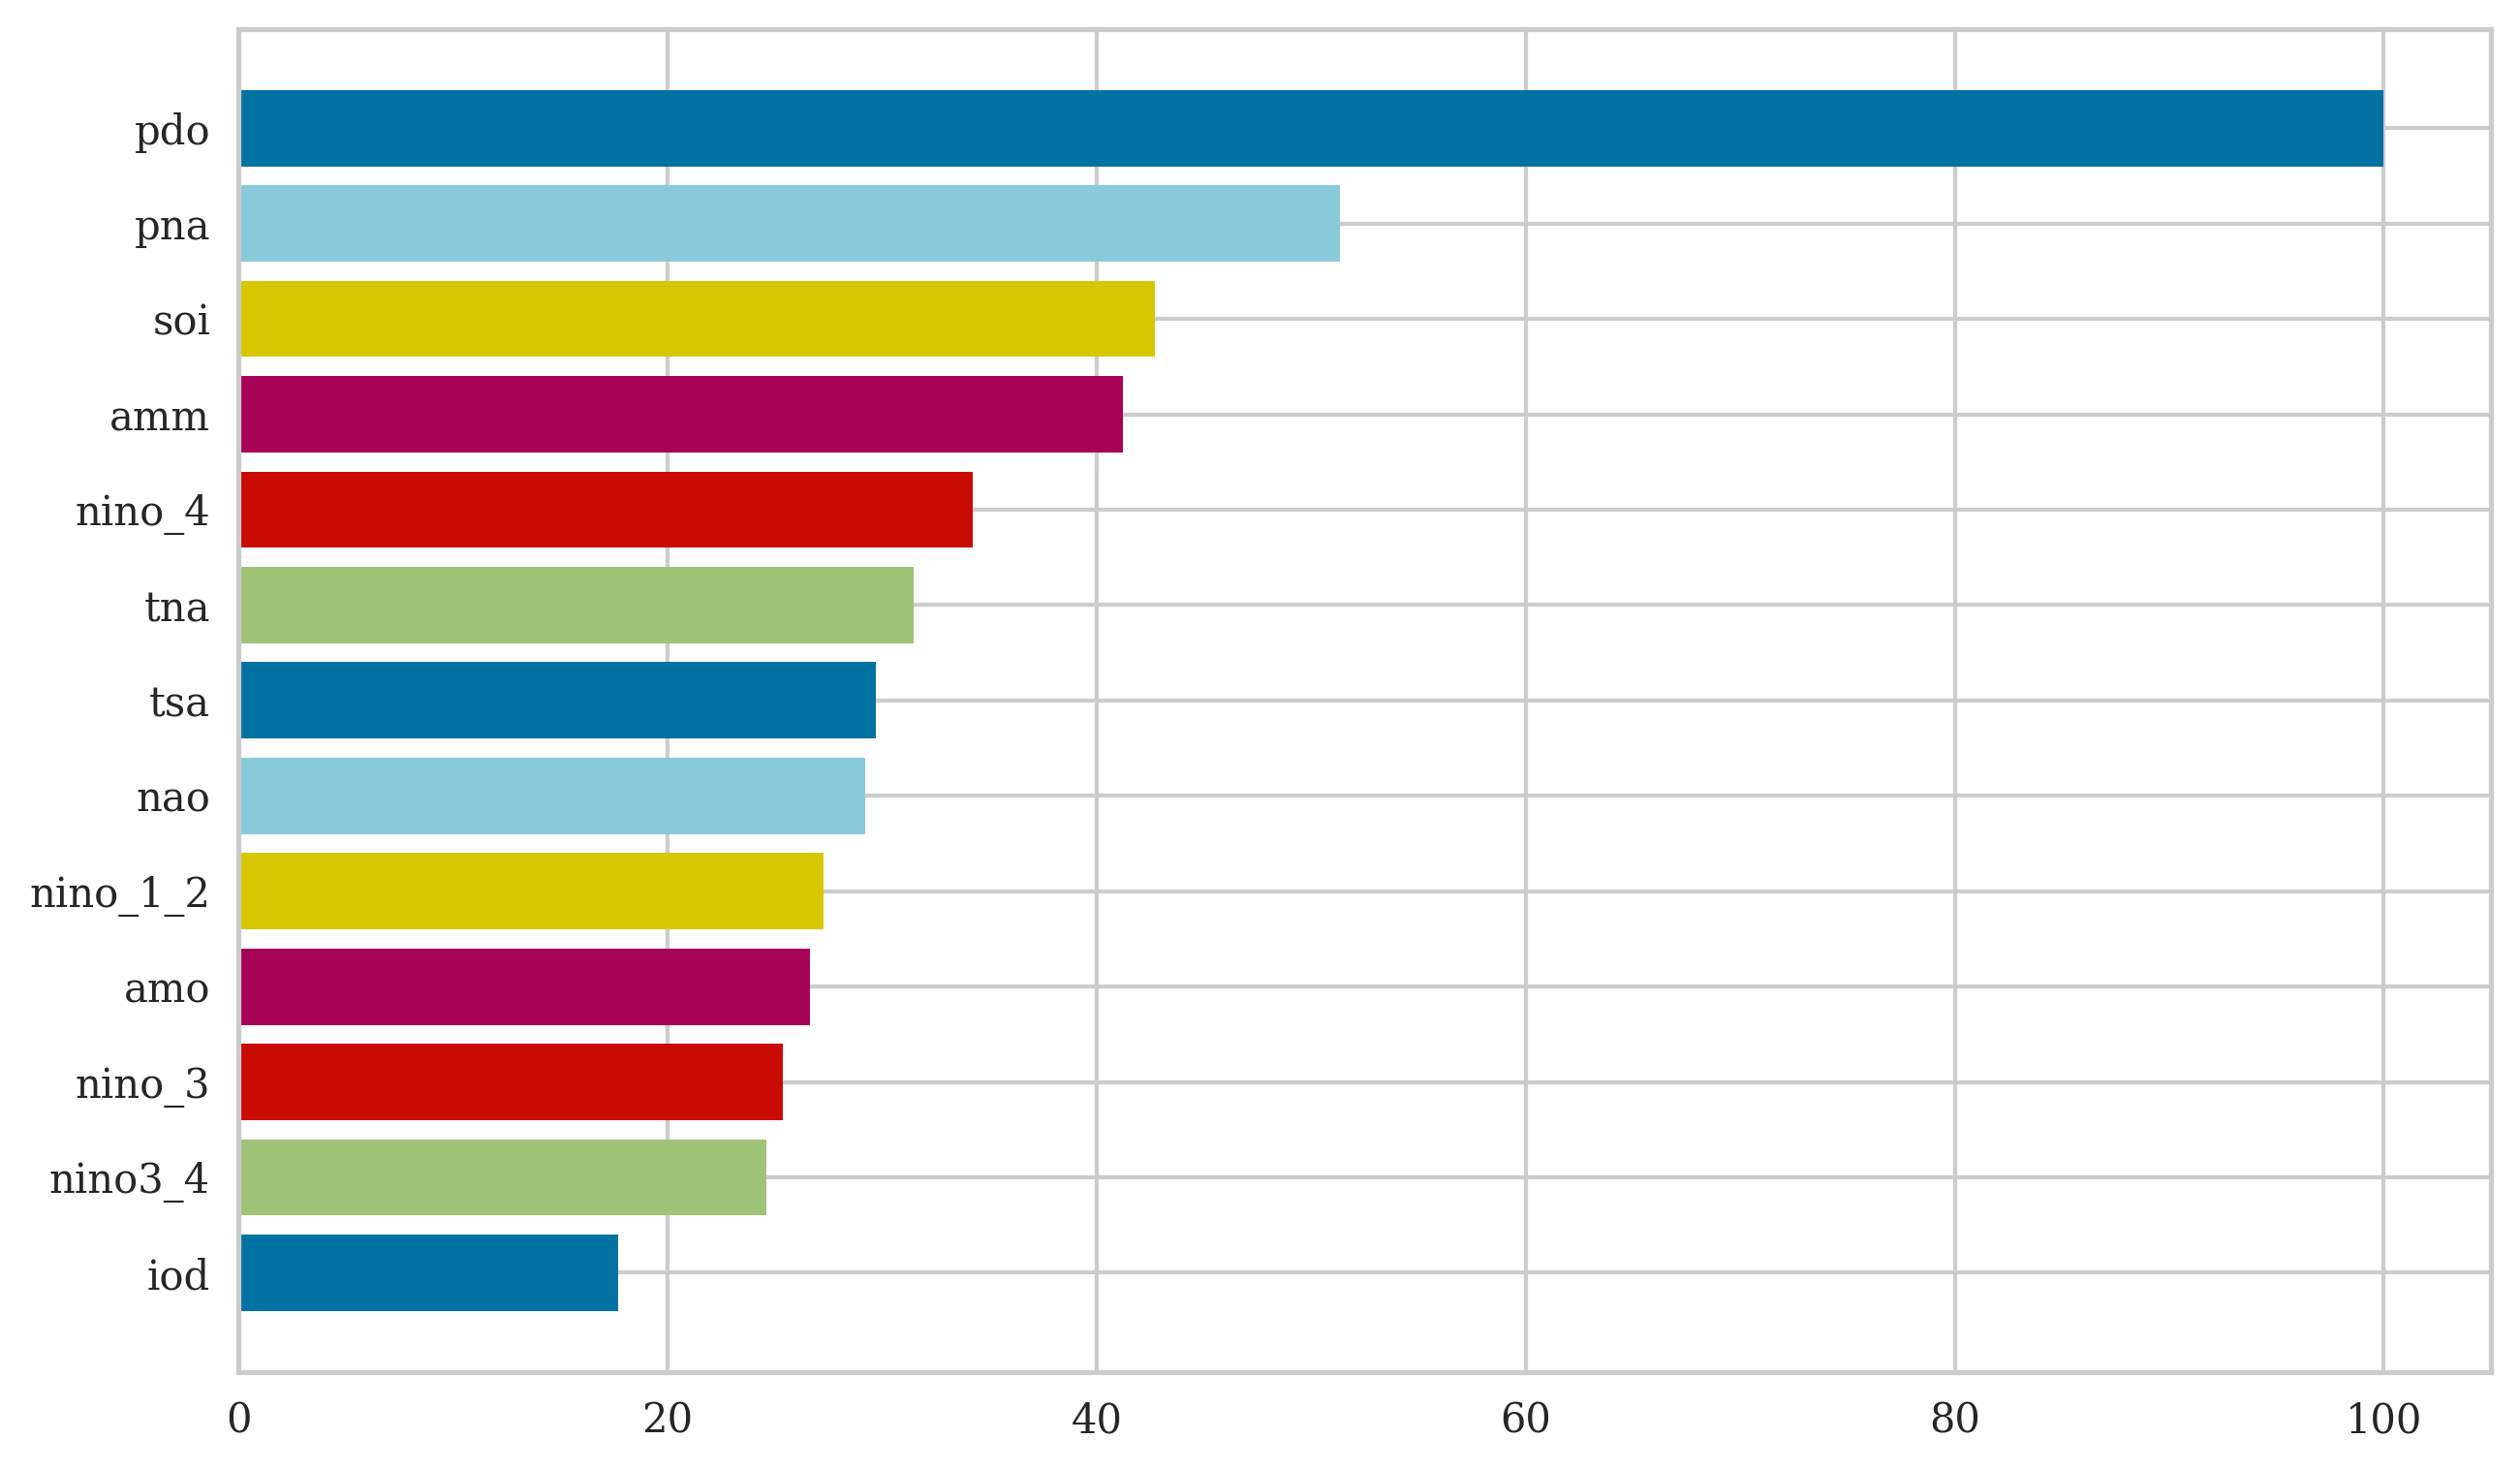 pdo
pna
soi
amm
nino_4
tna
tsa
nao
nino_1_2
amo
nino_3
nino3_4
iod
0 20 40 60 80 100